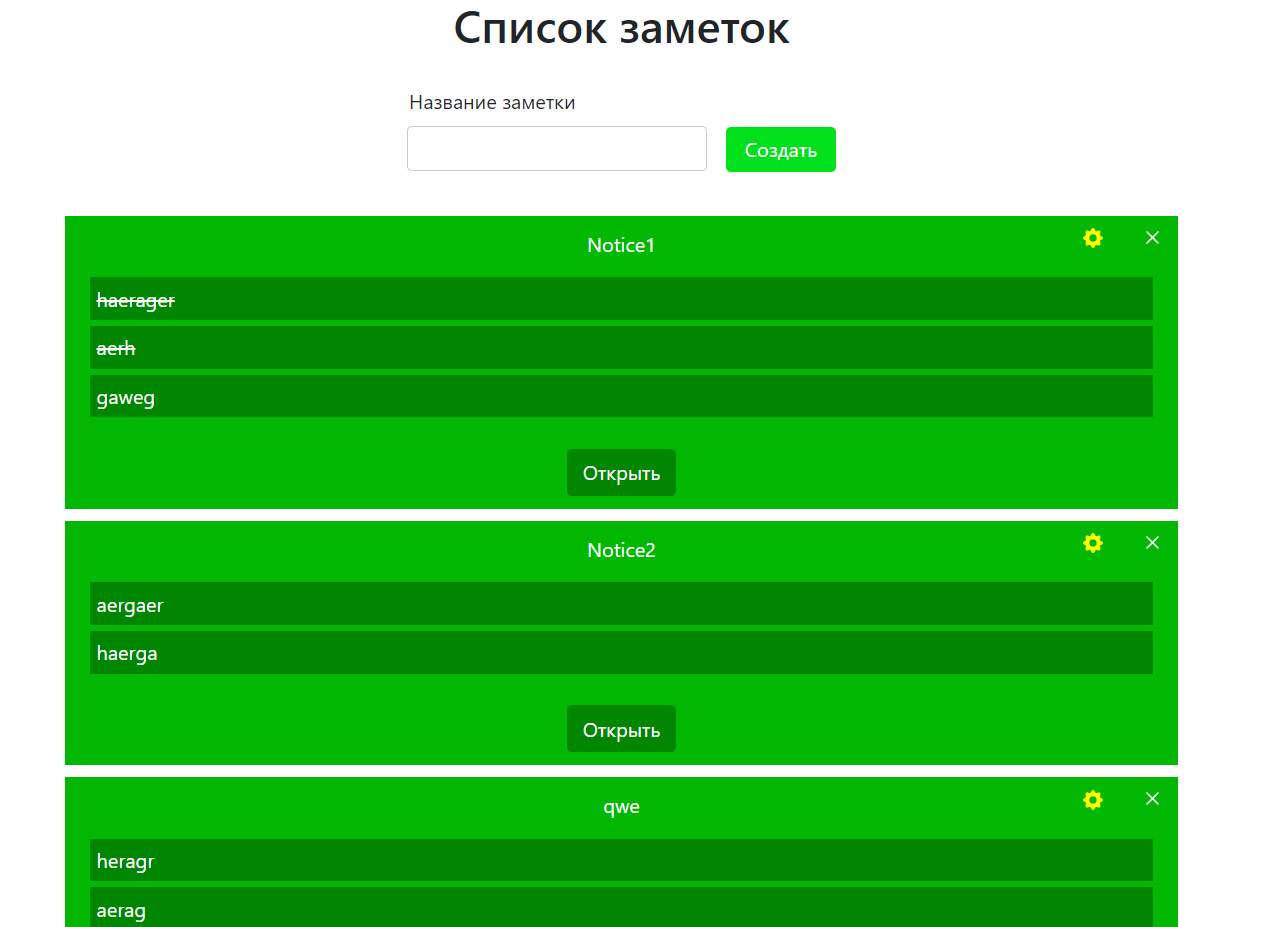 Список заметок
Название заметки
Создать
Notice1
haerager
aerh
gaweg
Открыть
Notice2
aergaer
haerga
Открыть
qwe
heragr
aerag